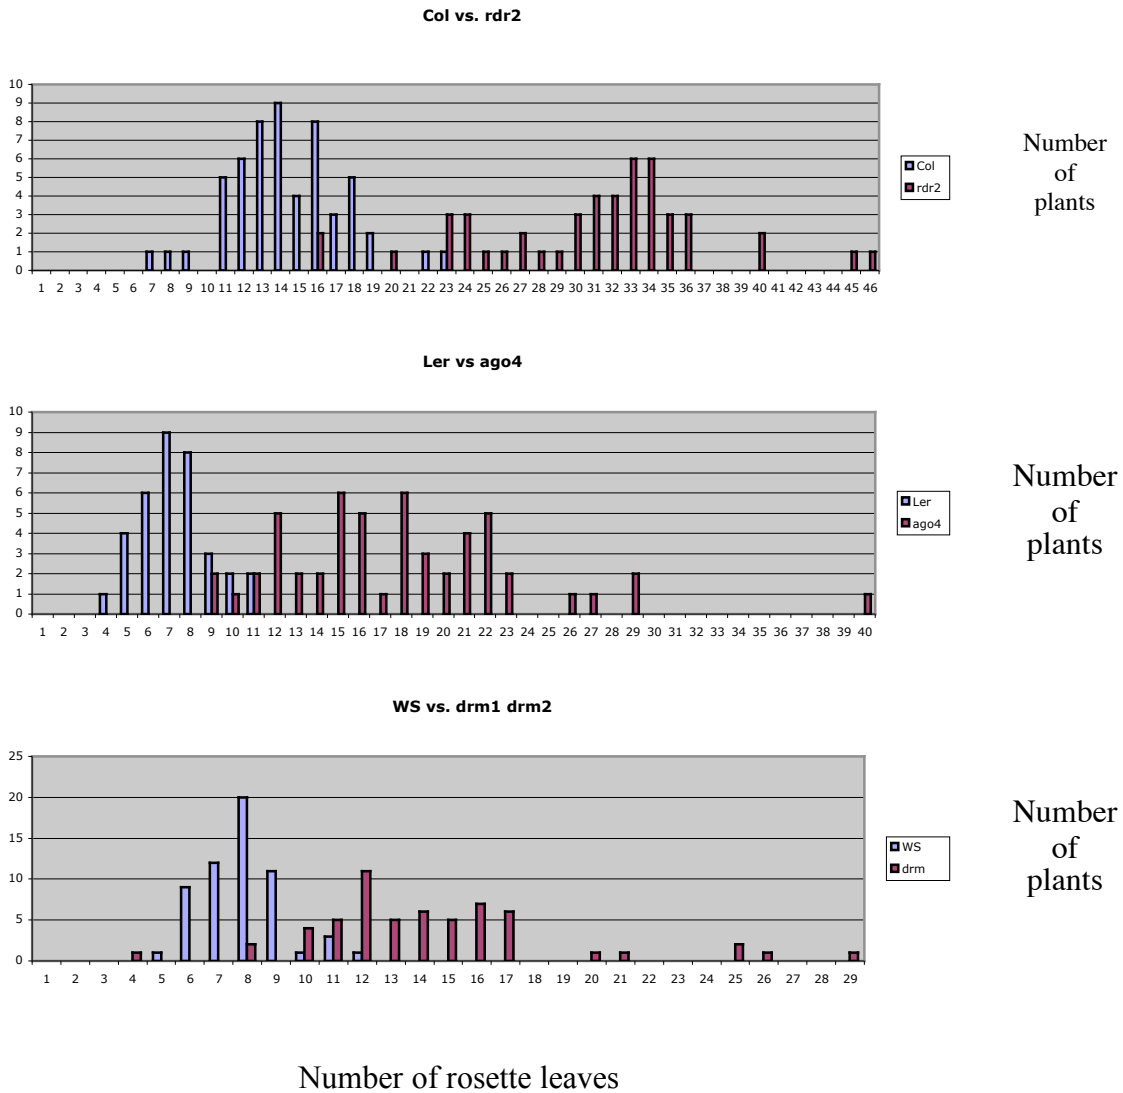 Col vs. rdr2
10
9
8
7
6
5
4
3
2
1
0
1 2 3 4 5 6 7 8 9 10 11 12 13 14 15 16 17 18 19 20 21 22 23 24 25 26 27 28 29 30 31 32 33 34 35 36 37 38 39 40 41 42 43 44 45 46
Col
rdr2
Number
of
plants
Ler vs ago4
10
9
8
7
6
5
4
3
2
1
0
1 2 3 4 5 6 7 8 9 10 11 12 13 14 15 16 17 18 19 20 21 22 23 24 25 26 27 28 29 30 31 32 33 34 35 36 37 38 39 40
Ler
ago4
Number
of
plants
WS vs. drm1 drm2
25
20
15
10
5
0
1 2 3 4 5 6 7 8 9 10 11 12 13 14 15 16 17 18 19 20 21 22 23 24 25 26 27 28 29
WS
drm
Number
of
plants
Number of rosette leaves